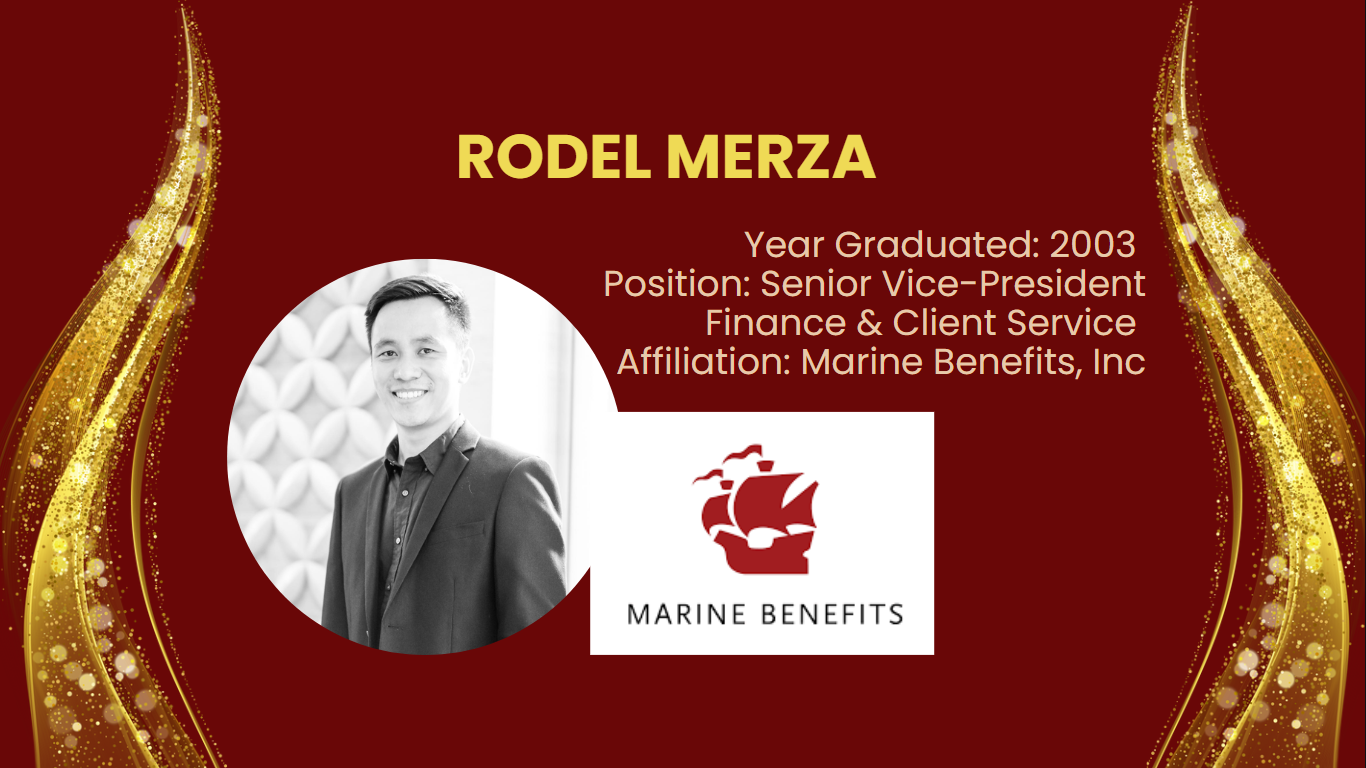 RODEL MERZA
Year Graduated: 2003
Position: Senior Vice-President
Finance & Client Service
Affiliation: Marine Benefits, Inc
MARINE BENEFITS